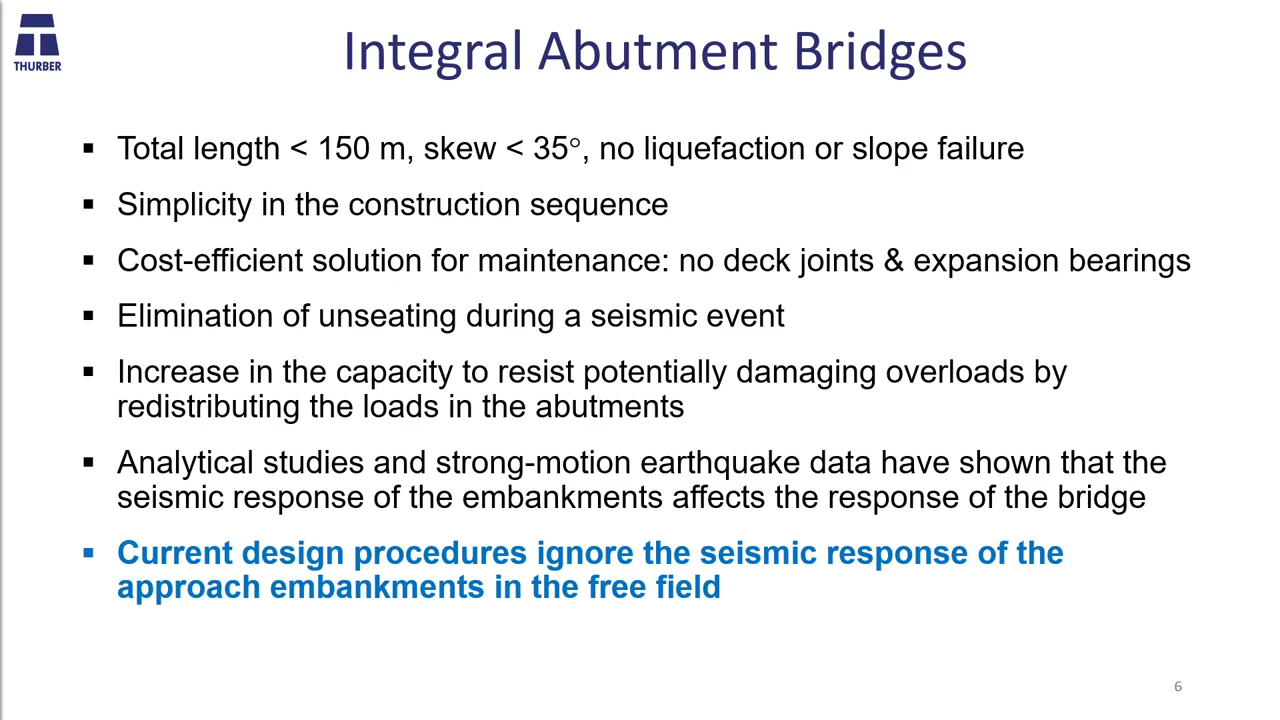 THURBER
Integral Abutment Bridges
▪ Total length < 150 m, skew < 35°, no liquefaction or slope failure
▪ Simplicity in the construction sequence
▪ Cost-efficient solution for maintenance: no deck joints & expansion bearings
▪ Elimination of unseating during a seismic event
▪ Increase in the capacity to resist potentially damaging overloads by
redistributing the loads in the abutments
▪ Analytical studies and strong-motion earthquake data have shown that the
seismic response of the embankments affects the response of the bridge
▪ Current design procedures ignore the seismic response of the
approach embankments in the free field
6